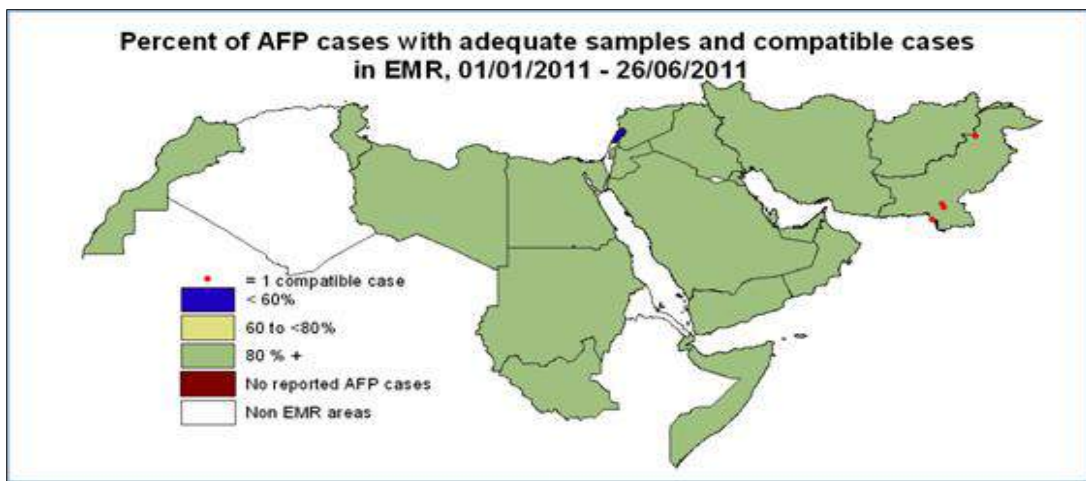 Percent of AFP cases with adequate samples and compatible cases
in EMR, 01/01/2011 - 26/06/2011
= 1 compatible case
< 60%
60 to <80%
80 % +
No reported AFP cases
Non EMR areas